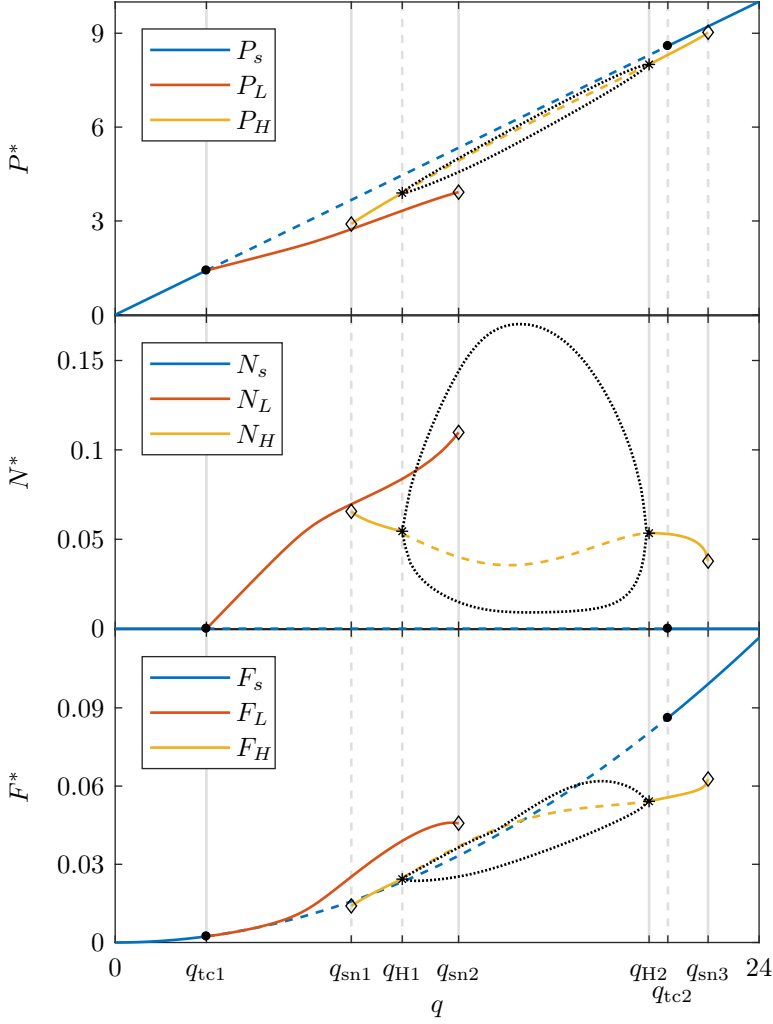 9
6
3
0
P*
P_s
P_L
P_H
0.15
0.1
0.05
0
N*
N_s
N_L
N_H
0.09
0.06
0.03
0
F*
F_s
F_L
F_H
0 q_tc1 q_sn1 q_H1 q_sn2 q_H2 q_sn3 24
q_tc2
q